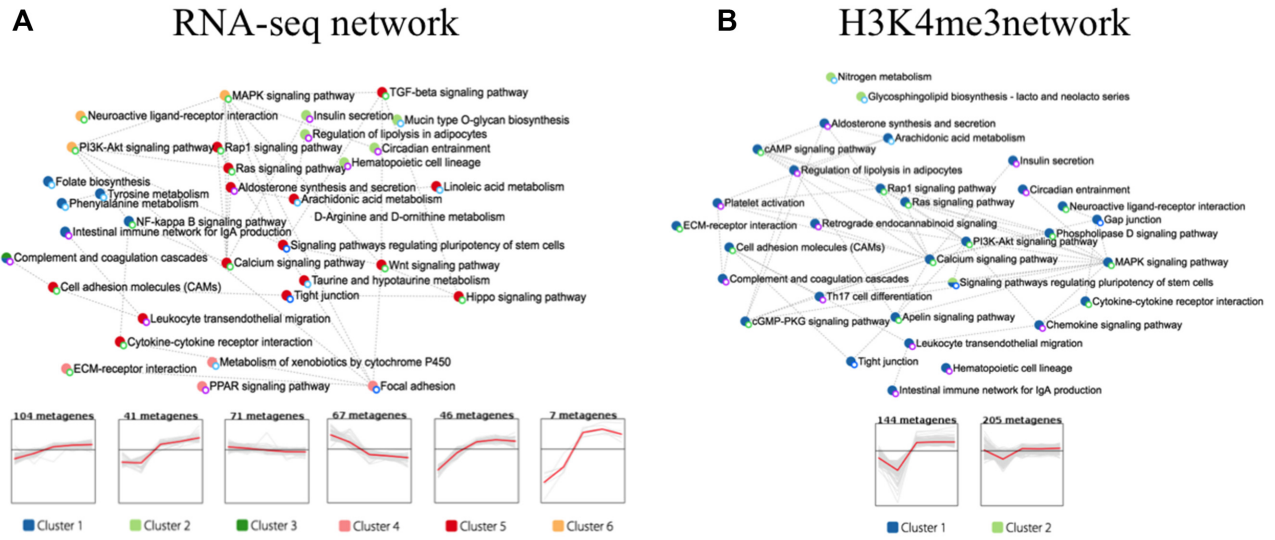 A
RNA-seq network
MAPK signaling pathway
TGF-beta signaling pathway
Neuroactive ligand-receptor interaction
Insulin secretion
Mucin type O-glycan biosynthesis
Regulation of lipolysis in adipocytes
PI3K-Akt signaling pathway
Rap1 signaling pathway
Circadian entrainment
Hematopoietic cell lineage
Ras signaling pathway
Folate biosynthesis
Aldosterone synthesis and secretion
Linoleic acid metabolism
Tyrosine metabolism
Arachidonic acid metabolism
Phenylalanine metabolism
D-Arginine and D-ornithine metabolism
NF-kappa B signaling pathway
Intestinal immune network for IgA production
Signaling pathways regulating pluripotency of stem cells
Complement and coagulation cascades
Calcium signaling pathway
Wnt signaling pathway
Taurine and hypotaurine metabolism
Cell adhesion molecules (CAMs)
Tight junction
Hippo signaling pathway
Leukocyte transendothelial migration
Cytokine-cytokine receptor interaction
Metabolism of xenobiotics by cytochrome P450
ECM-receptor interaction
PPAR signaling pathway
Focal adhesion
104 metagenes
41 metagenes
71 metagenes
67 metagenes
46 metagenes
7 metagenes
Cluster 1
Cluster 2
Cluster 3
Cluster 4
Cluster 5
Cluster 6
B
H3K4me3network
Nitrogen metabolism
Glycosphingolipid biosynthesis - lacto and neolacto series
Aldosterone synthesis and secretion
Arachidonic acid metabolism
cAMP signaling pathway
Insulin secretion
Regulation of lipolysis in adipocytes
Rap1 signaling pathway
Circadian entrainment
Ras signaling pathway
Platelet activation
Neuroactive ligand-receptor interaction
Gap junction
ECM-receptor interaction
Retrograde endocannabinoid signaling
Phospholipase D signaling pathway
PI3K-Akt signaling pathway
Cell adhesion molecules (CAMs)
Calcium signaling pathway
MAPK signaling pathway
Complement and coagulation cascades
Signaling pathways regulating pluripotency of stem cells
Th17 cell differentiation
Cytokine-cytokine receptor interaction
cGMP-PKG signaling pathway
Apelin signaling pathway
Chemokine signaling pathway
Leukocyte transendothelial migration
Tight junction
Hematopoietic cell lineage
Intestinal immune network for IgA production
144 metagenes
205 metagenes
Cluster 1
Cluster 2